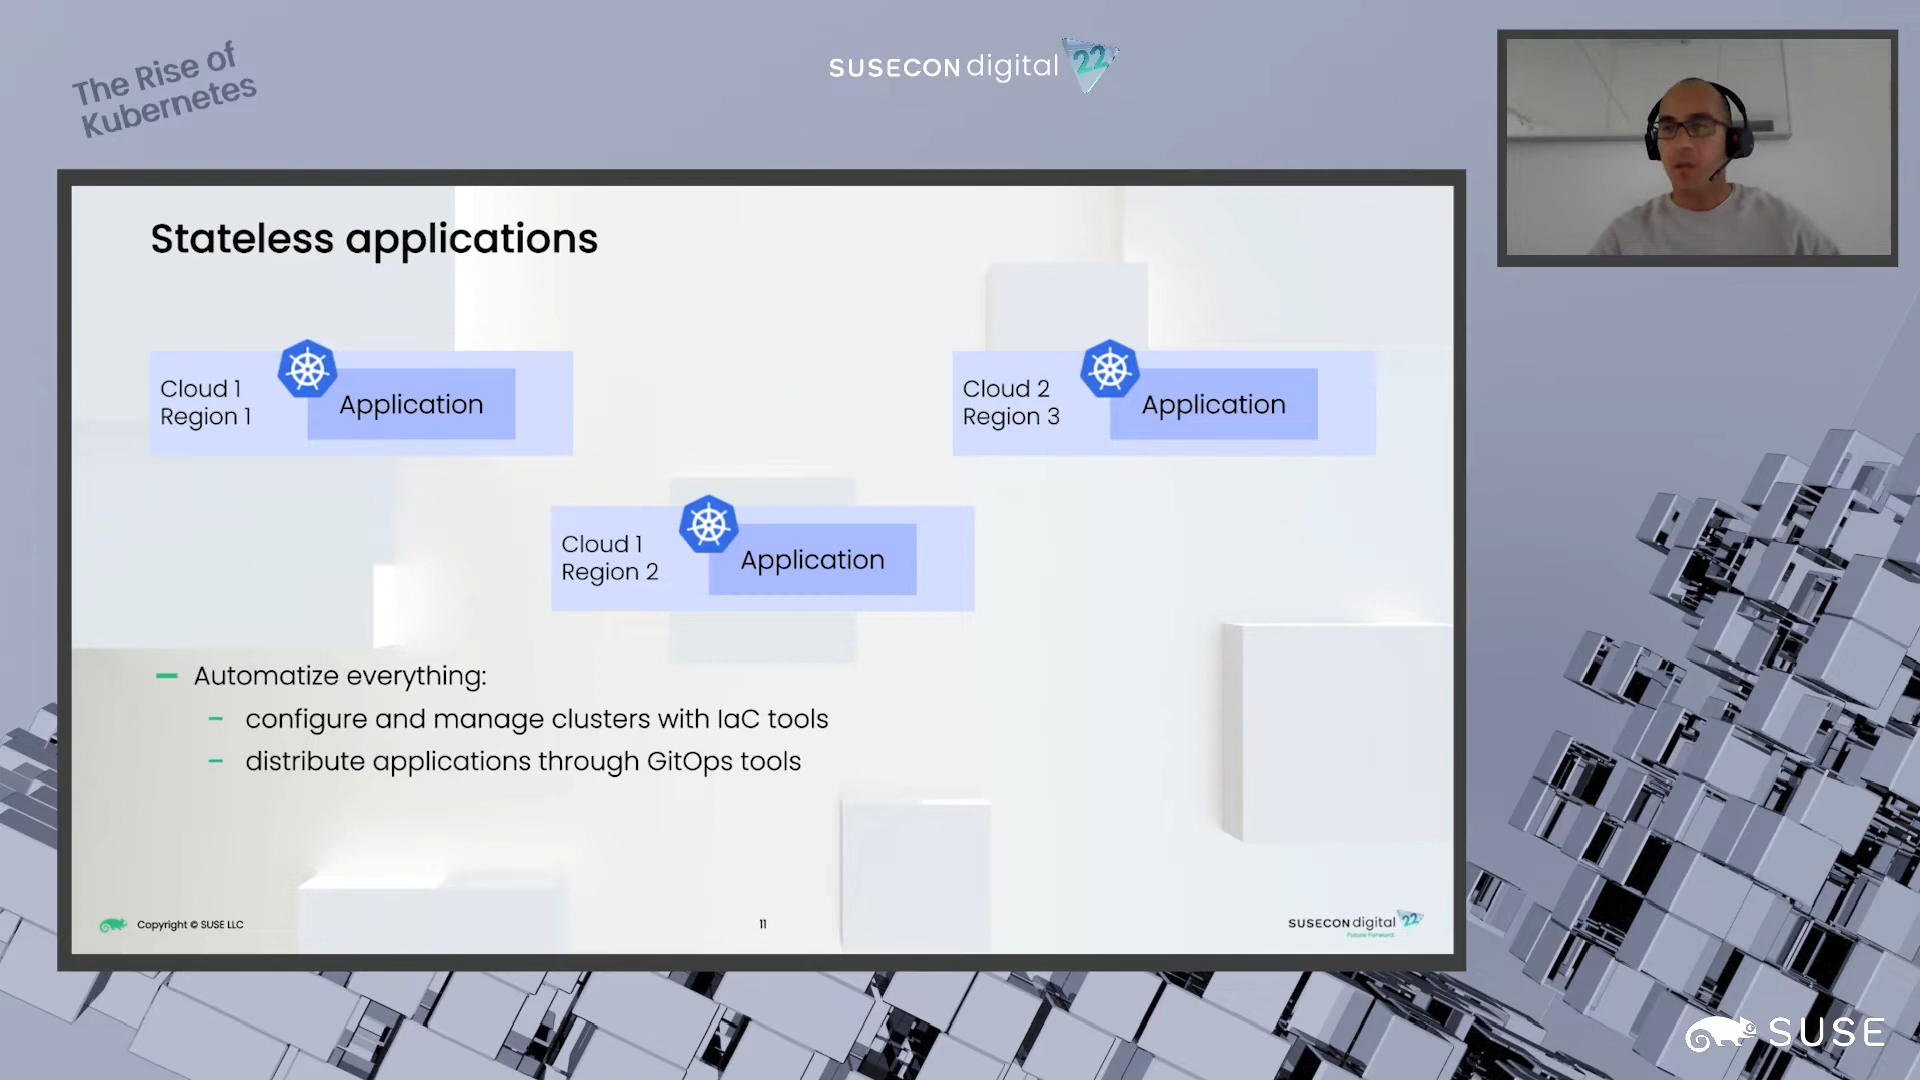 The Rise of
Kubernetes
SUSECON digital 22
Stateless applications
Cloud 1
Region 1
Application
Cloud 2
Region 3
Application
Cloud 1
Region 2
Application
Automatize everything:
configure and manage clusters with IaC tools
distribute applications through GitOps tools
Copyright © SUSE LLC
11
SUSECON digital 22
Future Forward.
SUSE